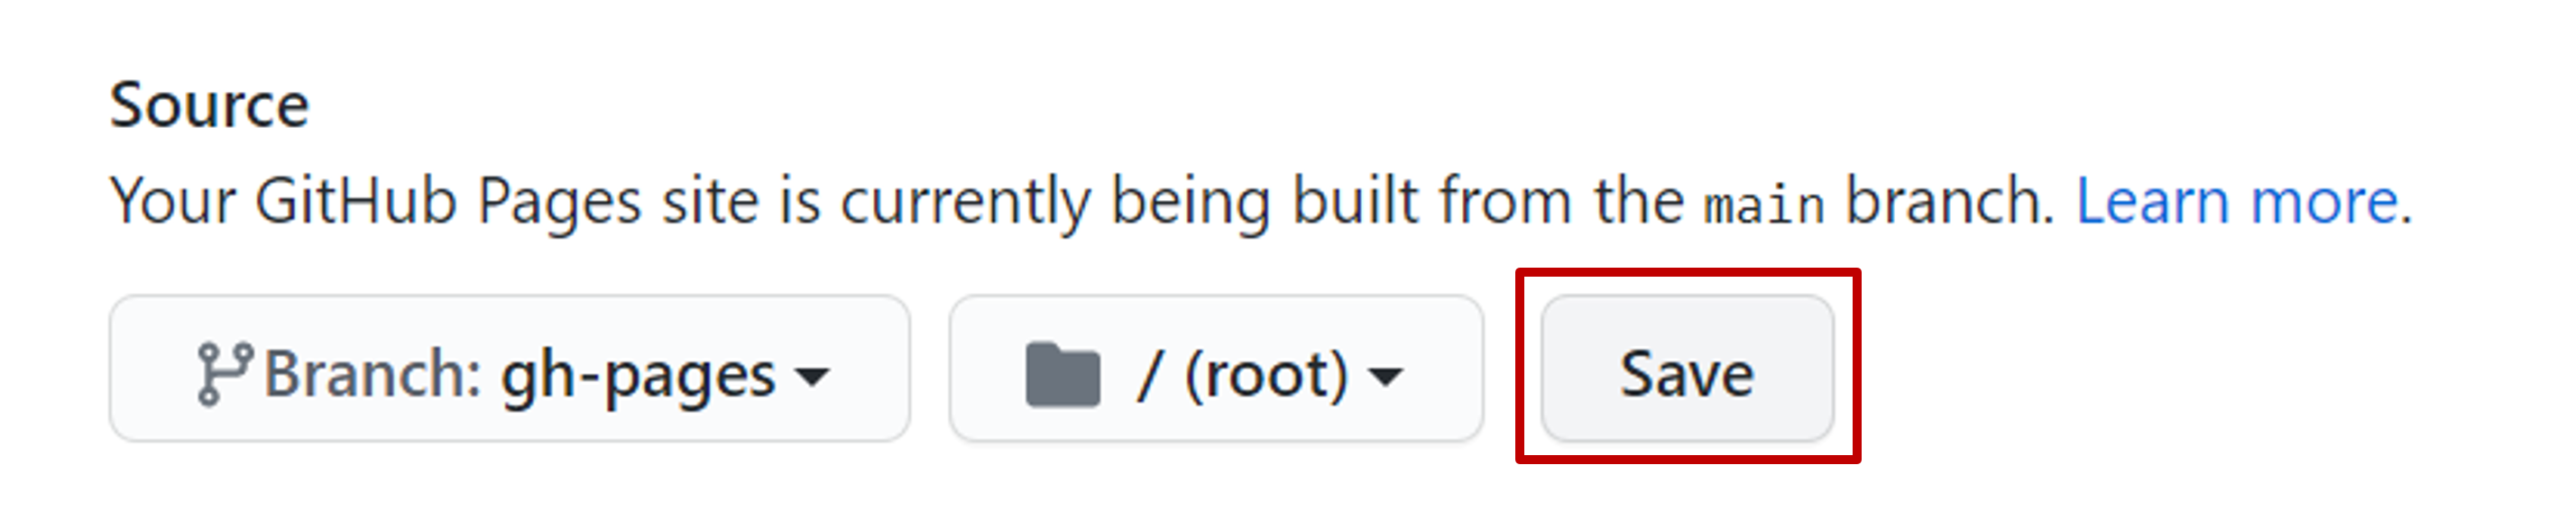 Source
Your GitHub Pages site is currently being built from the main branch. Learn more.
Branch: gh-pages / (root) Save